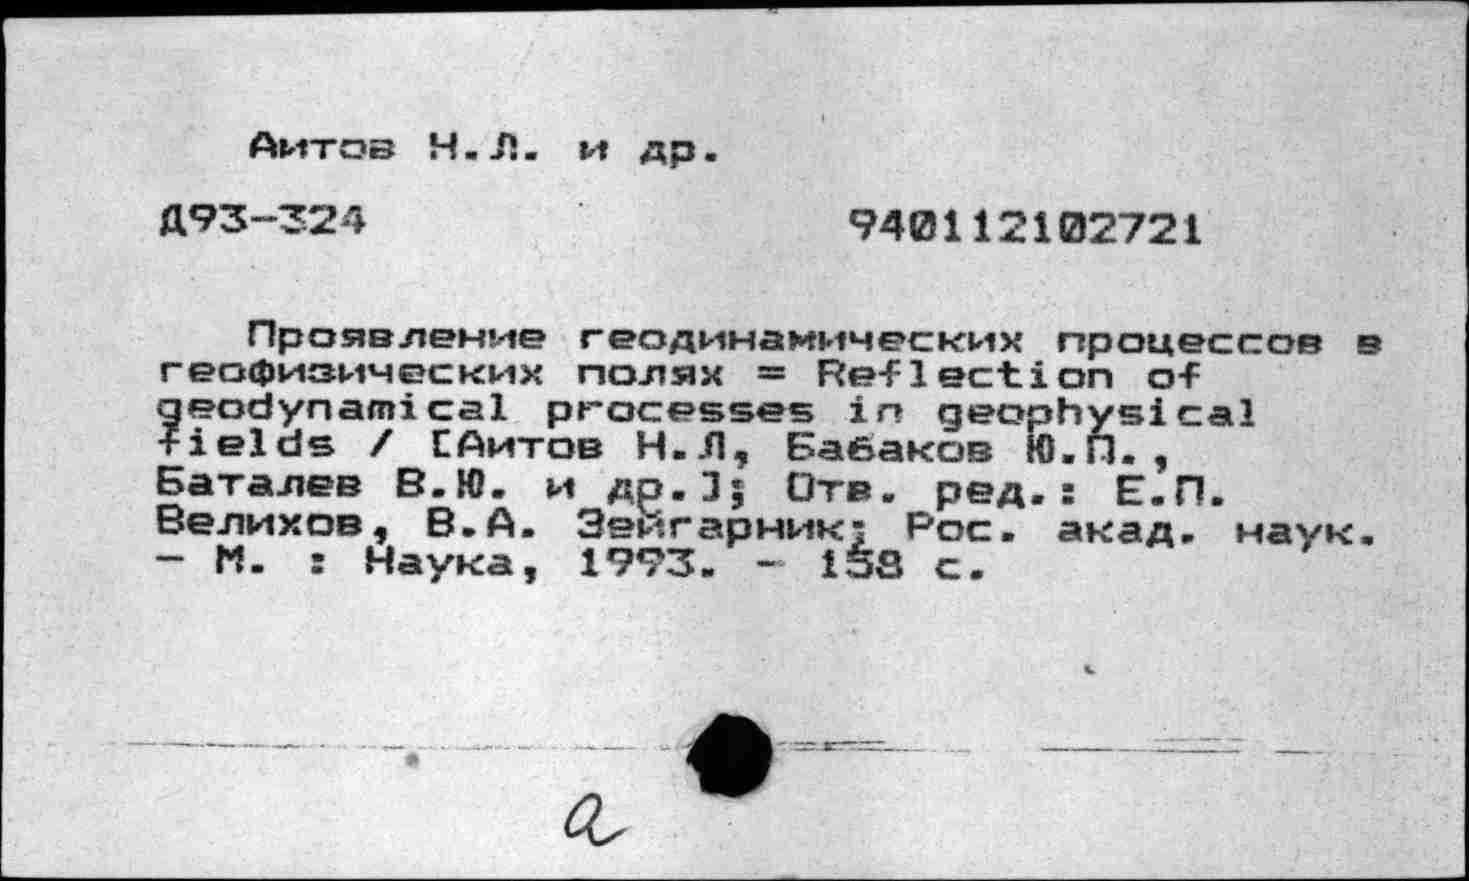 Аитов Н.Л. и др.
Д93-324
940112102721
Проявление геодинамических процессов в
геофизических полях = Reflection of
geodynamical processes in geophysical
fields / [Аитов Н.Л, Бабаков Ю.П.,
Баталев В.Ю. и др.]; Отв. ред.: Е.П.
Велихов, В.А. Зейгарник; Рос. акад. наук.
- М. : Наука, 1993. - 158 с.
а